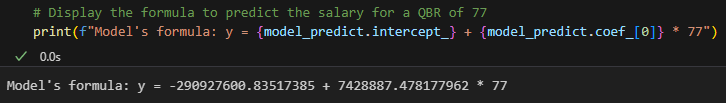 # Display the formula to predict the salary for a QBR of 77
print(f"Model's formula: y = {model_predict.intercept_} + {model_predict.coef_[0]} * 77")
✓ 0.0s
Model's formula: y = -290927600.83517385 + 7428887.478177962 * 77